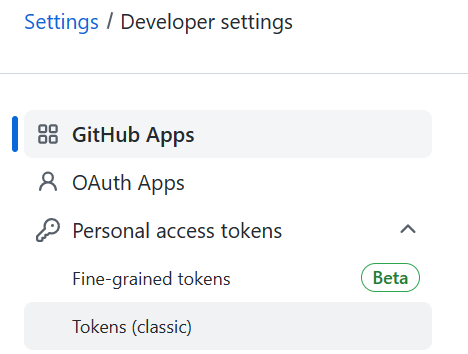 Settings / Developer settings
GitHub Apps
OAuth Apps
Personal access tokens
Fine-grained tokens Beta
Tokens (classic)